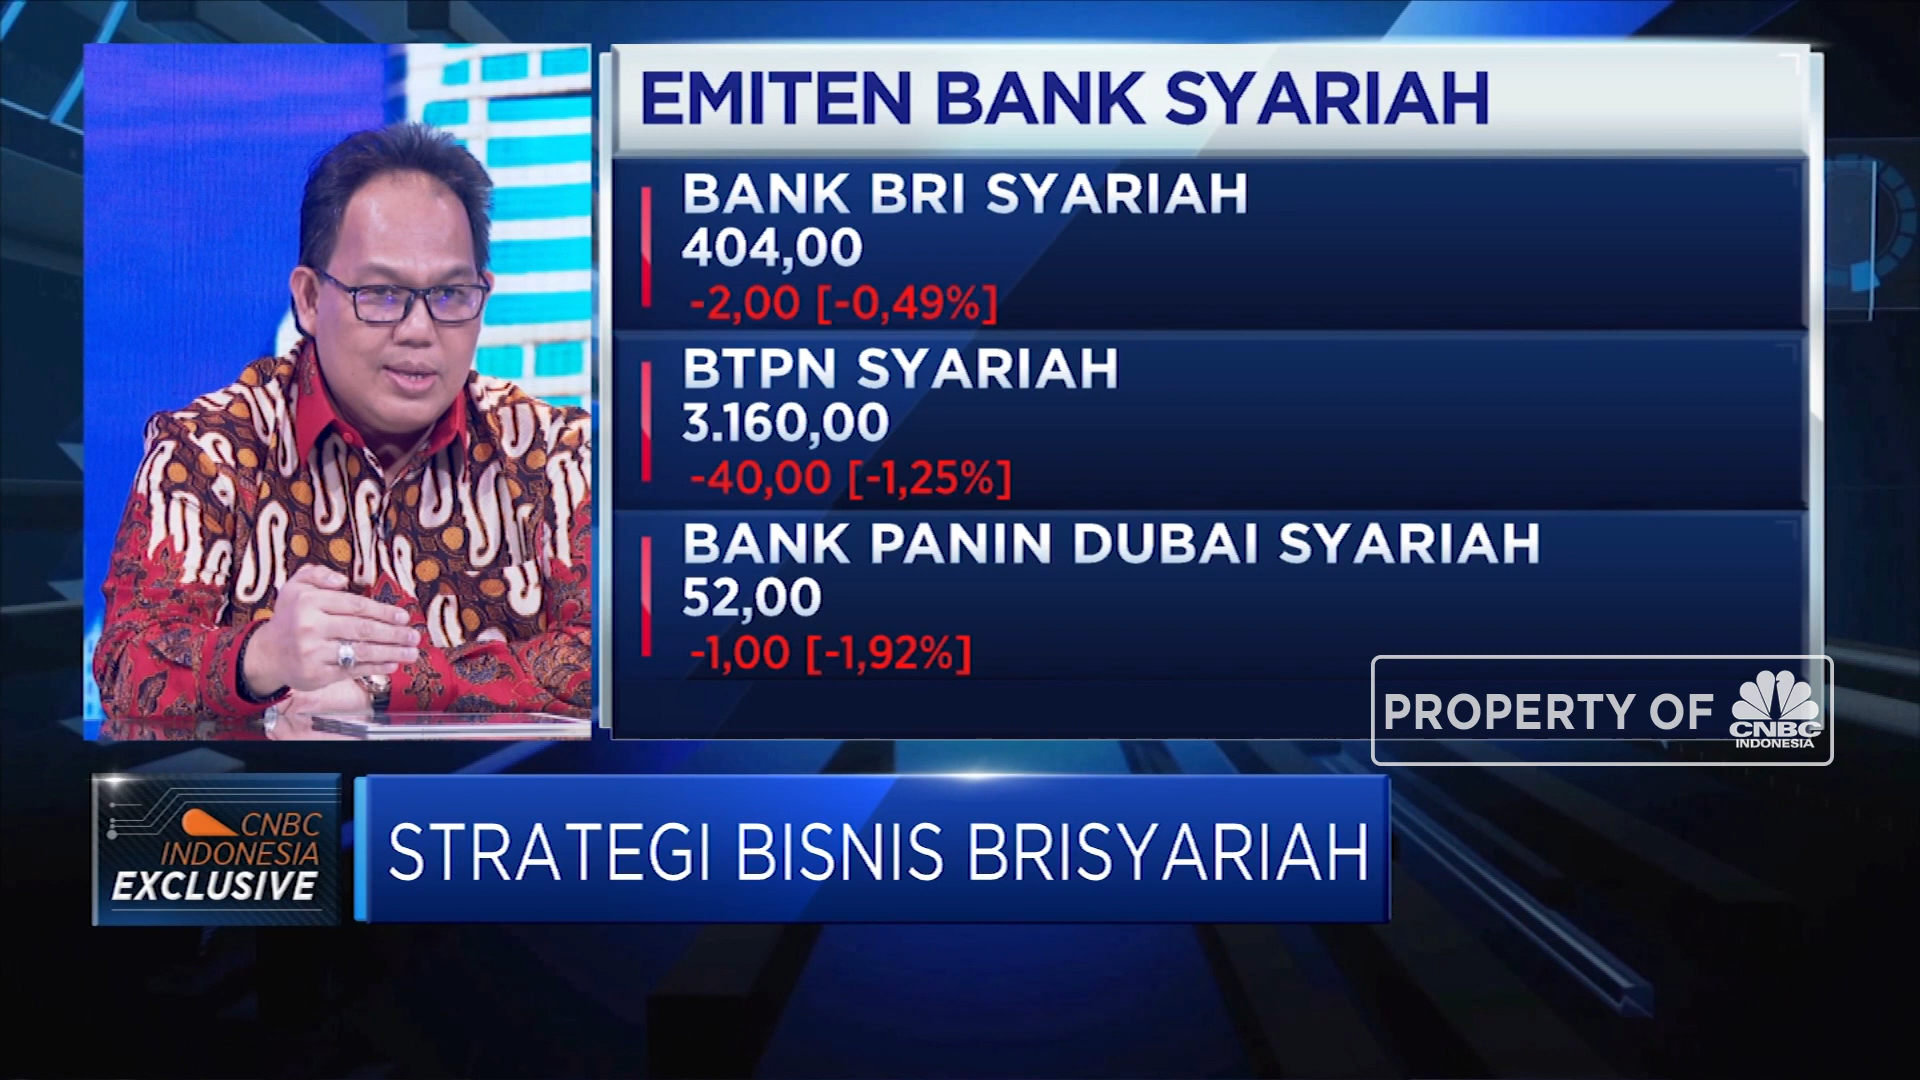 EMITEN BANK SYARIAH
BANK BRI SYARIAH
404,00
-2,00 [-0,49%]
BTPN SYARIAH
3.160,00
-40,00 [-1,25%]
BANK PANIN DUBAI SYARIAH
52,00
-1,00 [-1,92%]
PROPERTY OF
CNBC
INDONESIA
CNBC
INDONESIA
EXCLUSIVE
STRATEGI BISNIS BRISYARIAH